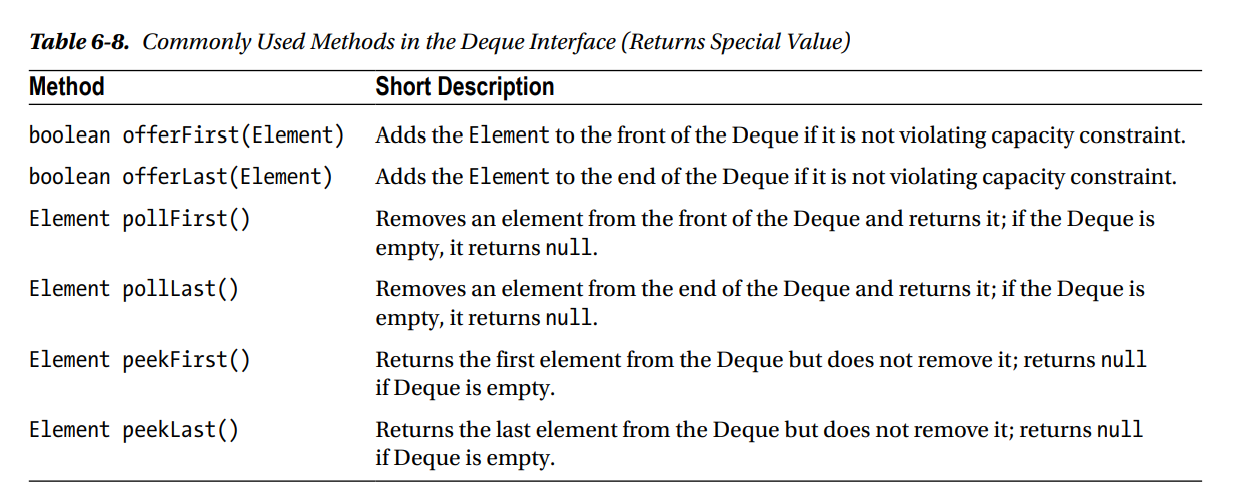 Table 6-8. Commonly Used Methods in the Deque Interface (Returns Special Value)
Method Short Description
boolean offerFirst(Element) Adds the Element to the front of the Deque if it is not violating capacity constraint.
boolean offerLast(Element) Adds the Element to the end of the Deque if it is not violating capacity constraint.
Element pollFirst() Removes an element from the front of the Deque and returns it; if the Deque is
empty, it returns null.
Element pollLast() Removes an element from the end of the Deque and returns it; if the Deque is
empty, it returns null.
Element peekFirst() Returns the first element from the Deque but does not remove it; returns null
if Deque is empty.
Element peekLast() Returns the last element from the Deque but does not remove it; returns null
if Deque is empty.